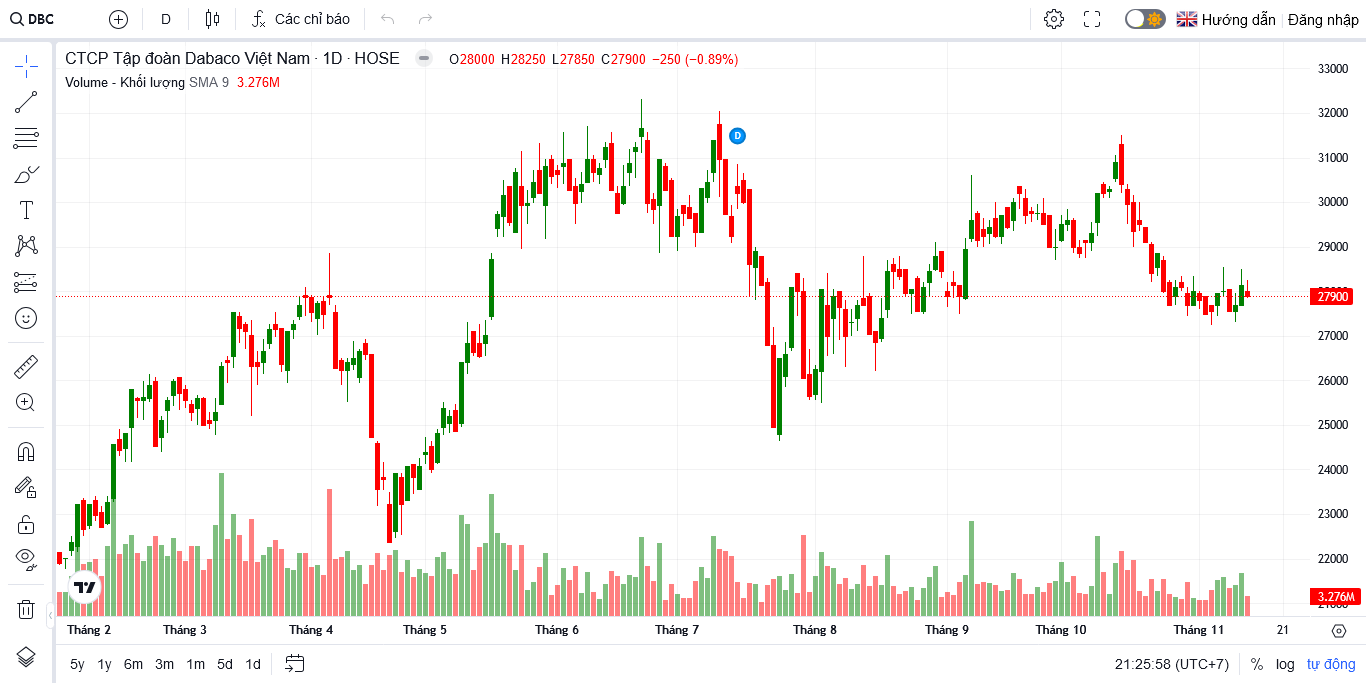 DBC D Các chỉ báo Hướng dẫn Đăng nhập
CTCP Tập đoàn Dabaco Việt Nam · 1D · HOSE O28000 H28250 L27850 C27900 −250 (−0.89%)
Volume - Khối lượng SMA 9 3.276M
D
33000
32000
31000
30000
29000
27900
27000
26000
25000
24000
23000
22000
3.276M
Tháng 2 Tháng 3 Tháng 4 Tháng 5 Tháng 6 Tháng 7 Tháng 8 Tháng 9 Tháng 10 Tháng 11 21
5y 1y 6m 3m 1m 5d 1d 21:25:58 (UTC+7) % log tự động